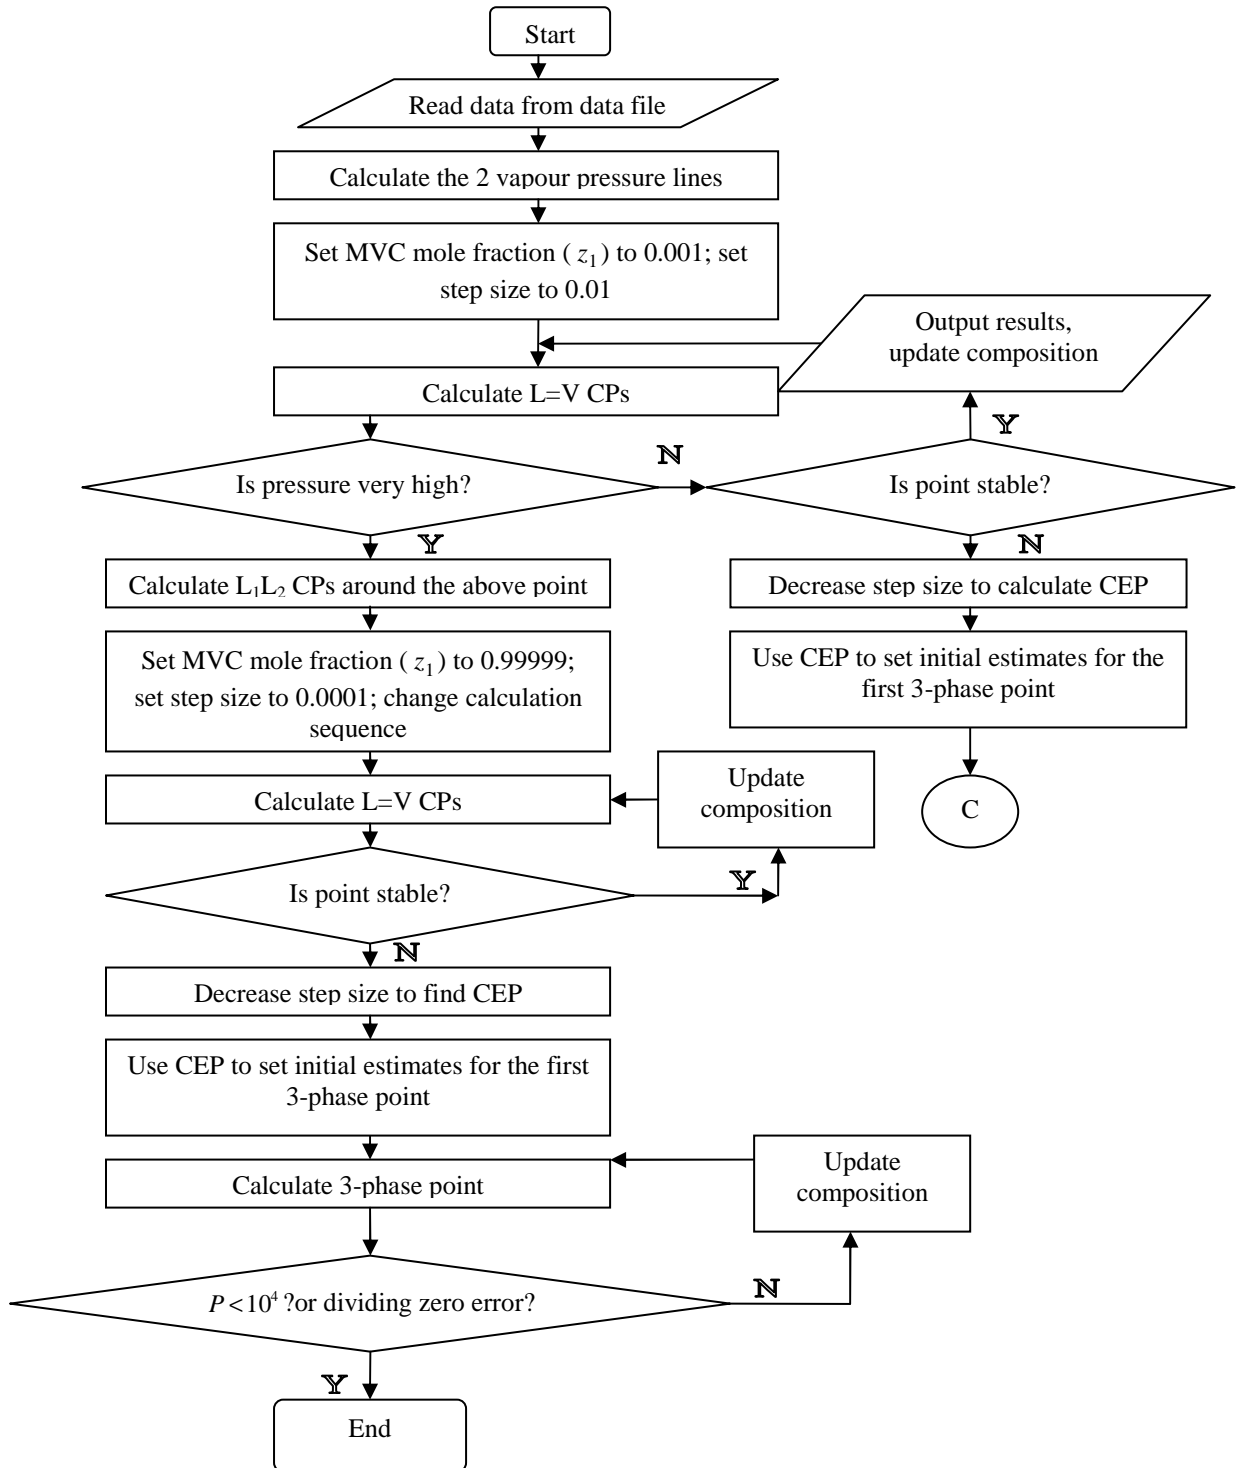 Start
Read data from data file
Calculate the 2 vapour pressure lines
Set MVC mole fraction ( z₁ ) to 0.001; set
step size to 0.01
Output results,
update composition
Calculate L=V CPs
Y
N
Is pressure very high?
Is point stable?
Y
N
Calculate L₁L₂ CPs around the above point
Decrease step size to calculate CEP
Set MVC mole fraction ( z₁ ) to 0.99999;
set step size to 0.0001; change calculation
sequence
Use CEP to set initial estimates for the
first 3-phase point
Update
composition
Calculate L=V CPs
C
Is point stable?
Y
N
Decrease step size to find CEP
Use CEP to set initial estimates for the first
3-phase point
Update
composition
Calculate 3-phase point
P<10⁴ ?or dividing zero error?
N
Y
End